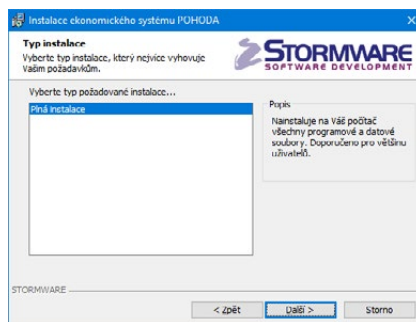 Instalace ekonomického systému POHODA
Typ instalace
Vyberte typ instalace, který nejvíce vyhovuje
Vašim požadavkům.
STORMWARE
SOFTWARE DEVELOPMENT
Vyberte typ požadované instalace...
Plná instalace
Popis
Nainstaluje na Váš počítač
všechny programové a datové
soubory. Doporučeno pro většinu
uživatelů.
STORMWARE
< Zpět
Další >
Storno